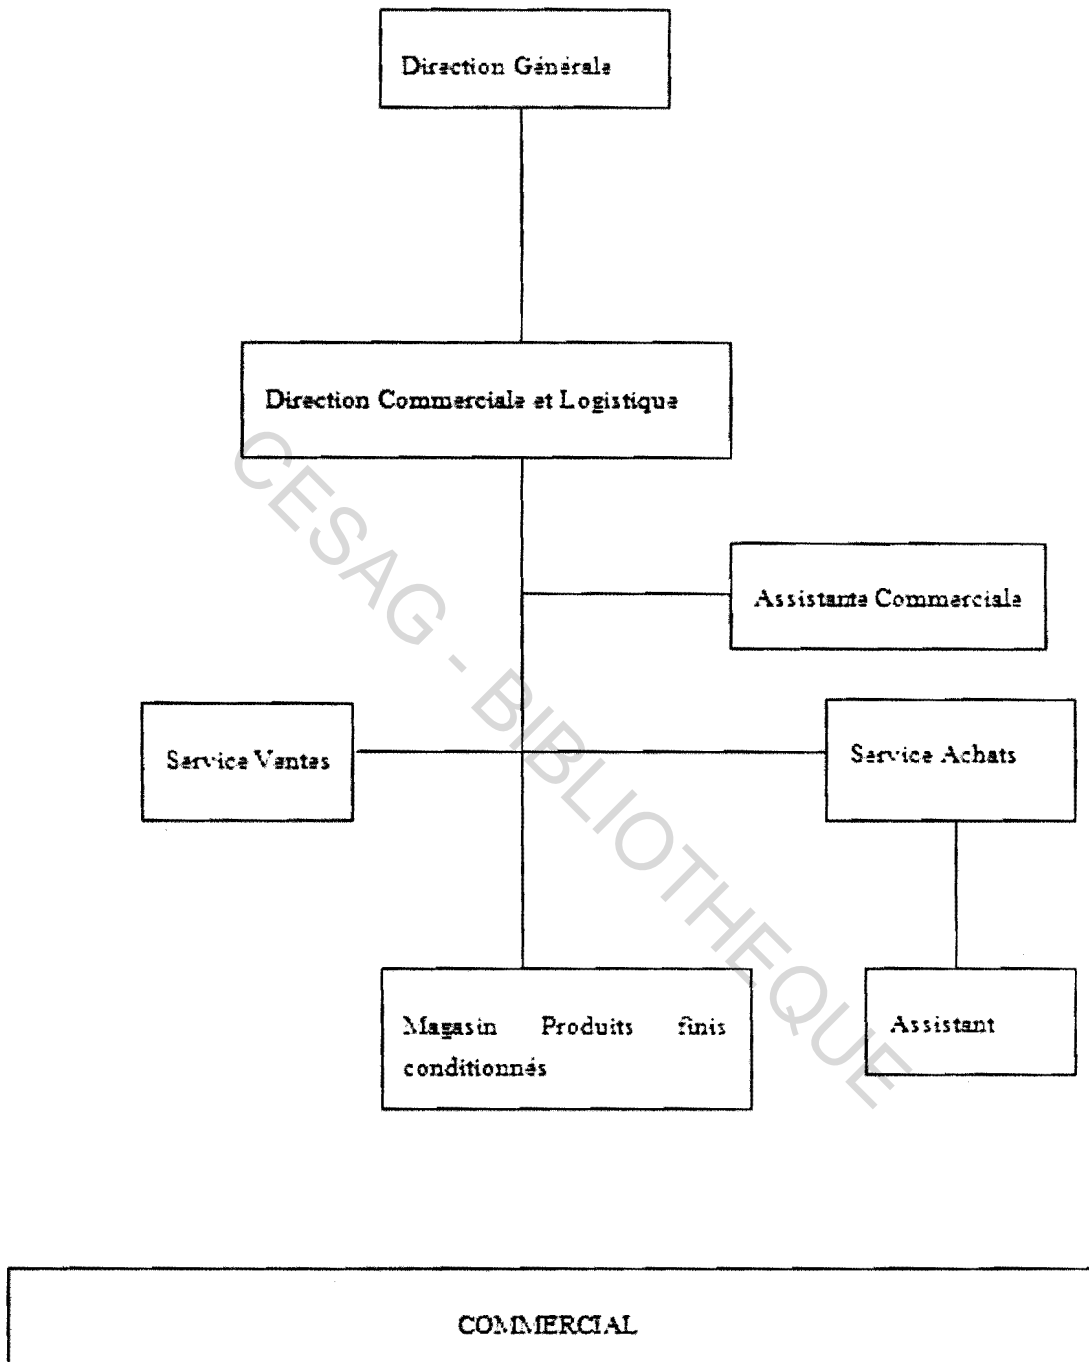 Direction Générale
Direction Commerciale et Logistique
Assistante Commerciale
Service Ventes
Service Achats
Magasin Produits finis
conditionnés
Assistant
CESAG - BIBLIOTHEQUE
COMMERCIAL